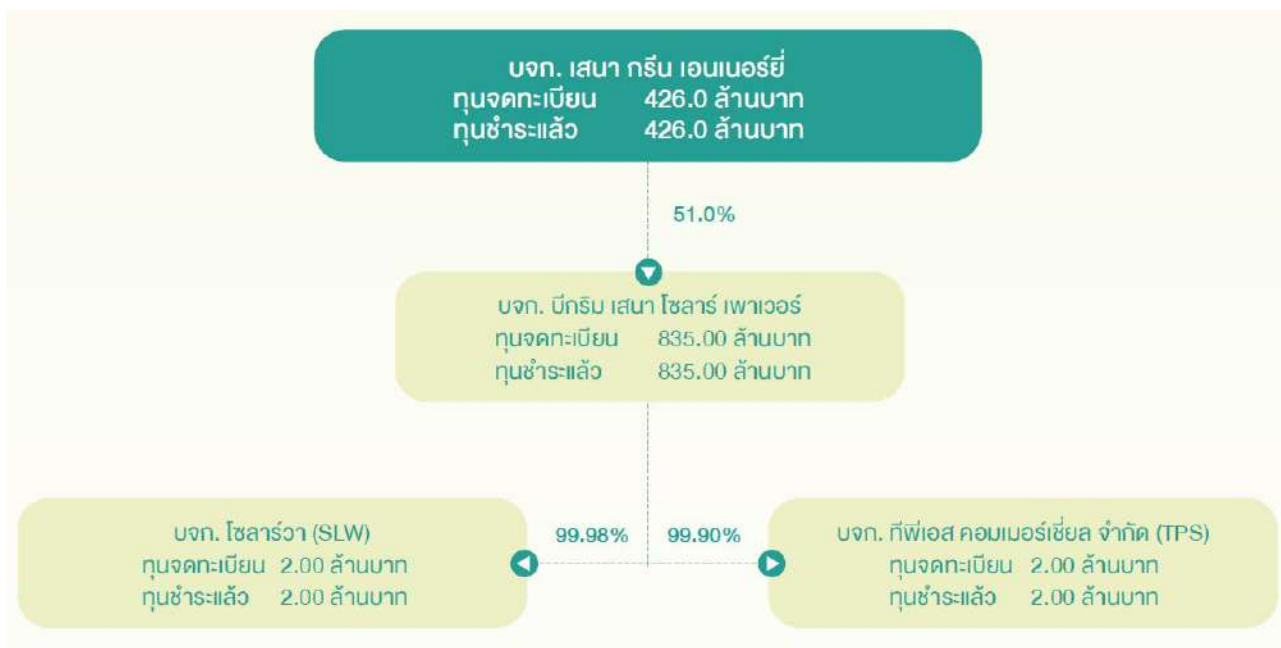 บจก. เสนา กรีน เอนเนอร์ยี่
ทุนจดทะเบียน 426.0 ล้านบาท
ทุนชำระแล้ว 426.0 ล้านบาท
51.0%
บจก. บีกริม เสนา โซลาร์ เพาเวอร์
ทุนจดทะเบียน 835.00 ล้านบาท
ทุนชำระแล้ว 835.00 ล้านบาท
บจก. โซลาร์วา (SLW)
ทุนจดทะเบียน 2.00 ล้านบาท
ทุนชำระแล้ว 2.00 ล้านบาท
99.98%
99.90%
บจก. ทีพีเอส คอมเมอร์เชี่ยล จำกัด (TPS)
ทุนจดทะเบียน 2.00 ล้านบาท
ทุนชำระแล้ว 2.00 ล้านบาท